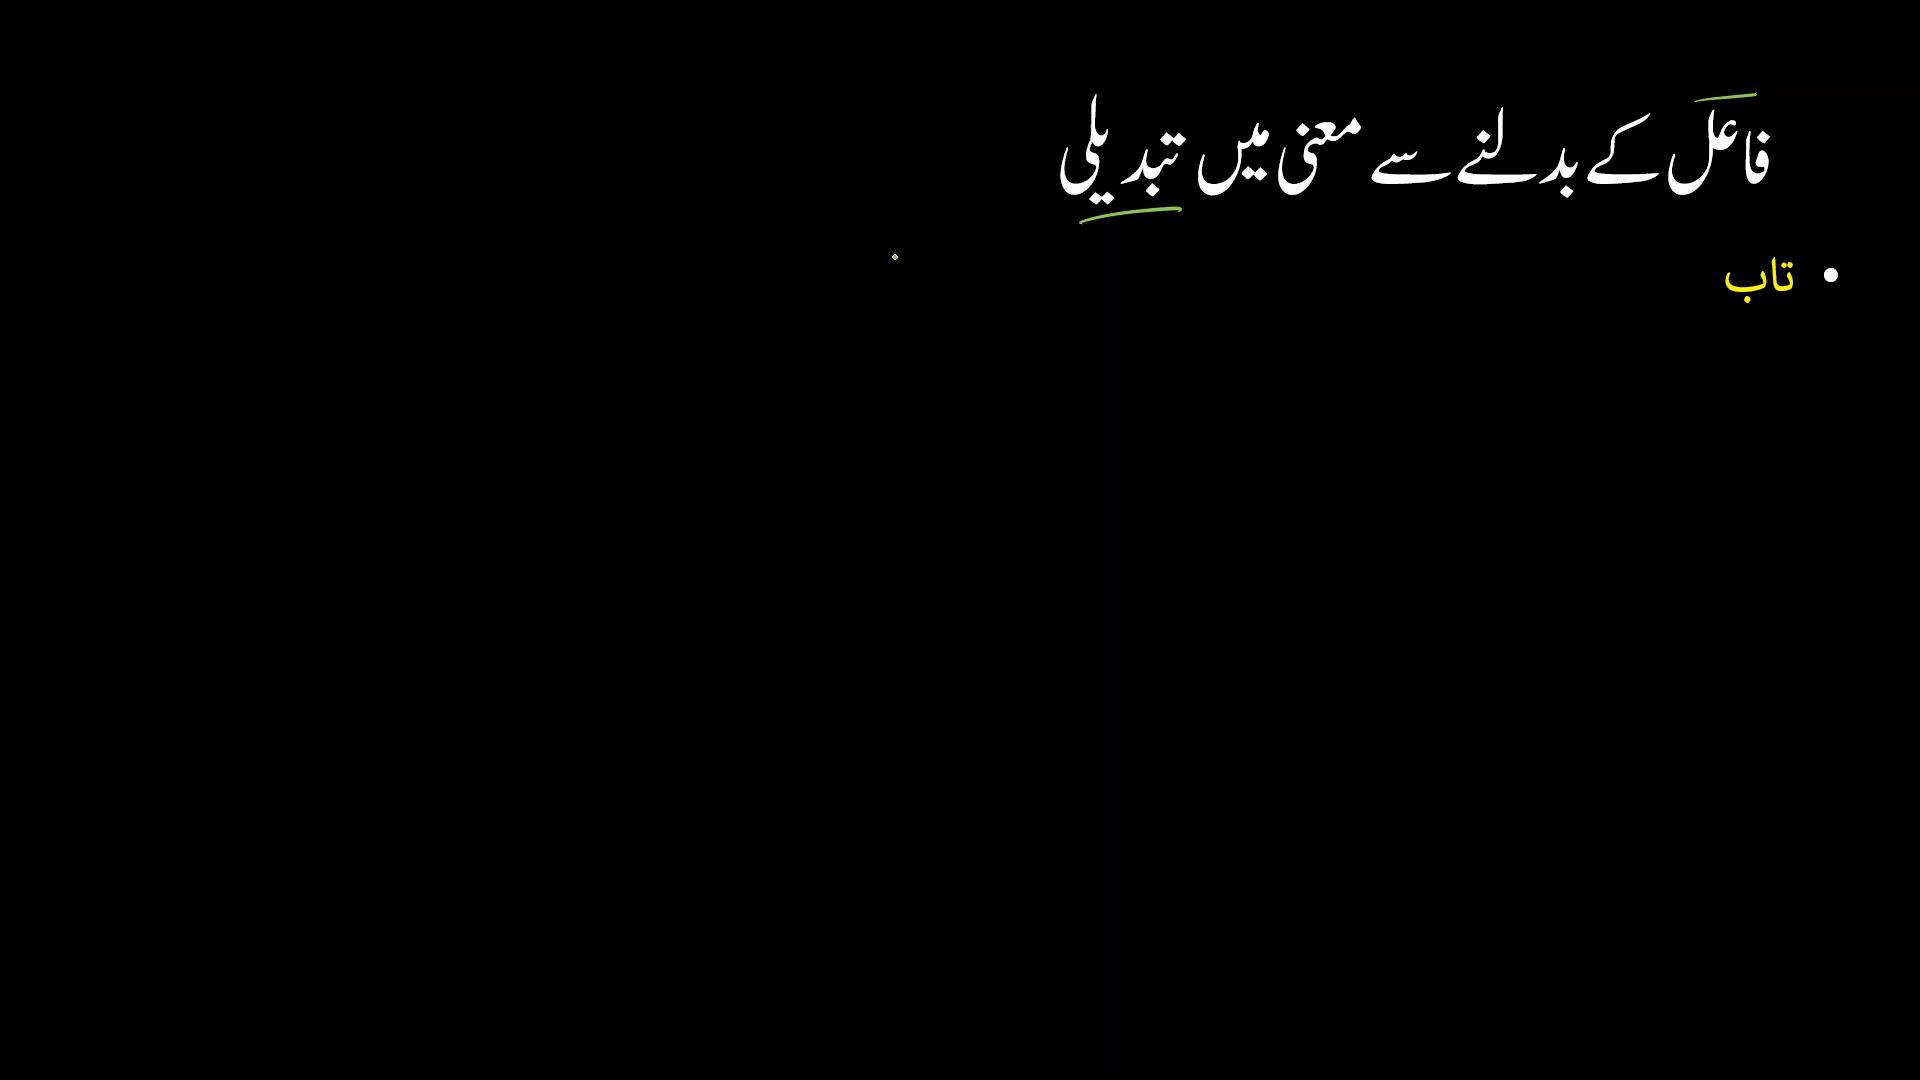 فاعل کے بدلنے سے معنی میں تبدیلی
• تاب